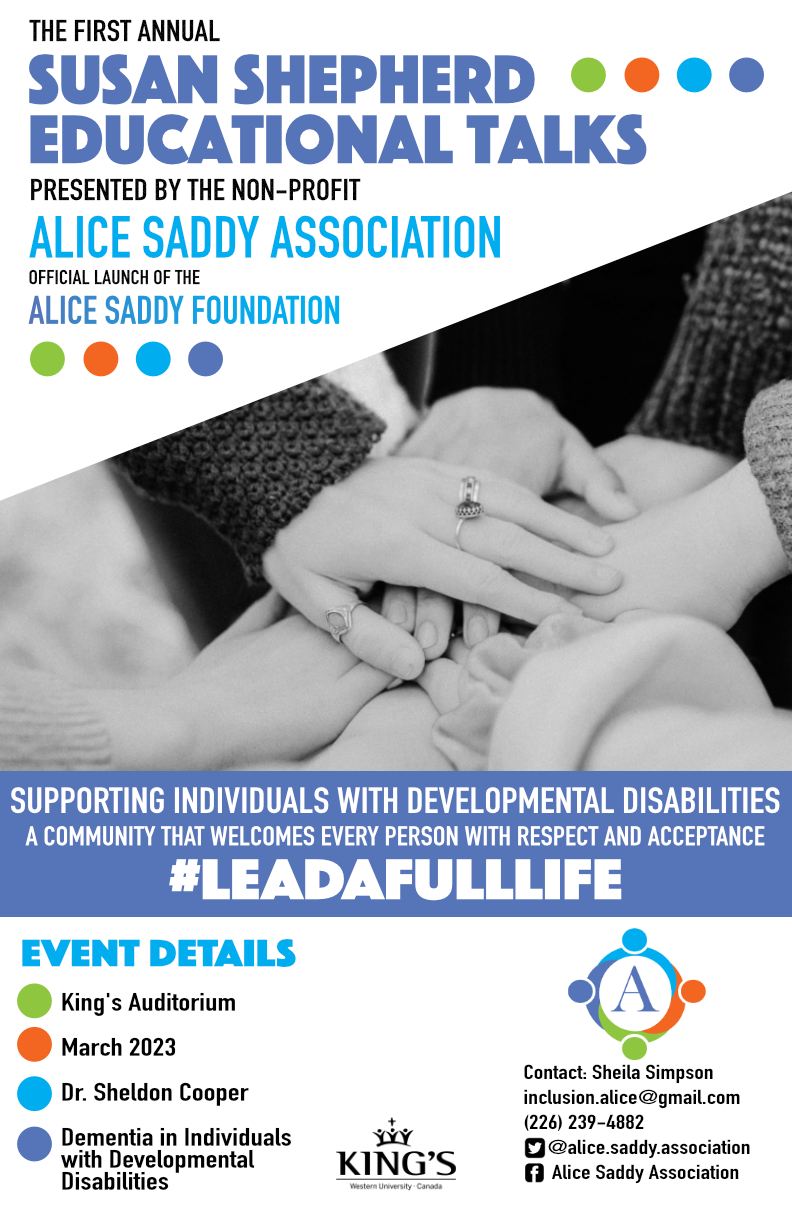 THE FIRST ANNUAL
SUSAN SHEPHERD
EDUCATIONAL TALKS
PRESENTED BY THE NON-PROFIT
ALICE SADDY ASSOCIATION
OFFICIAL LAUNCH OF THE
ALICE SADDY FOUNDATION
SUPPORTING INDIVIDUALS WITH DEVELOPMENTAL DISABILITIES
A COMMUNITY THAT WELCOMES EVERY PERSON WITH RESPECT AND ACCEPTANCE
#LEADAFULLLIFE
EVENT DETAILS
King's Auditorium
March 2023
Dr. Sheldon Cooper
Dementia in Individuals
with Developmental
Disabilities
KING'S
Western University · Canada
A
Contact: Sheila Simpson
inclusion.alice@gmail.com
(226) 239-4882
@alice.saddy.association
Alice Saddy Association